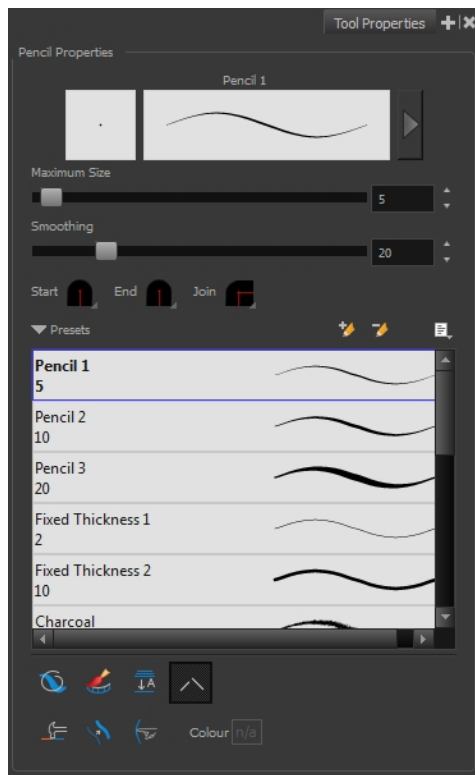 Tool Properties
Pencil Properties
Pencil 1
Maximum Size
5
Smoothing
20
Start End Join
Presets
Pencil 1
5
Pencil 2
10
Pencil 3
20
Fixed Thickness 1
2
Fixed Thickness 2
10
Charcoal
A
Colour n/a